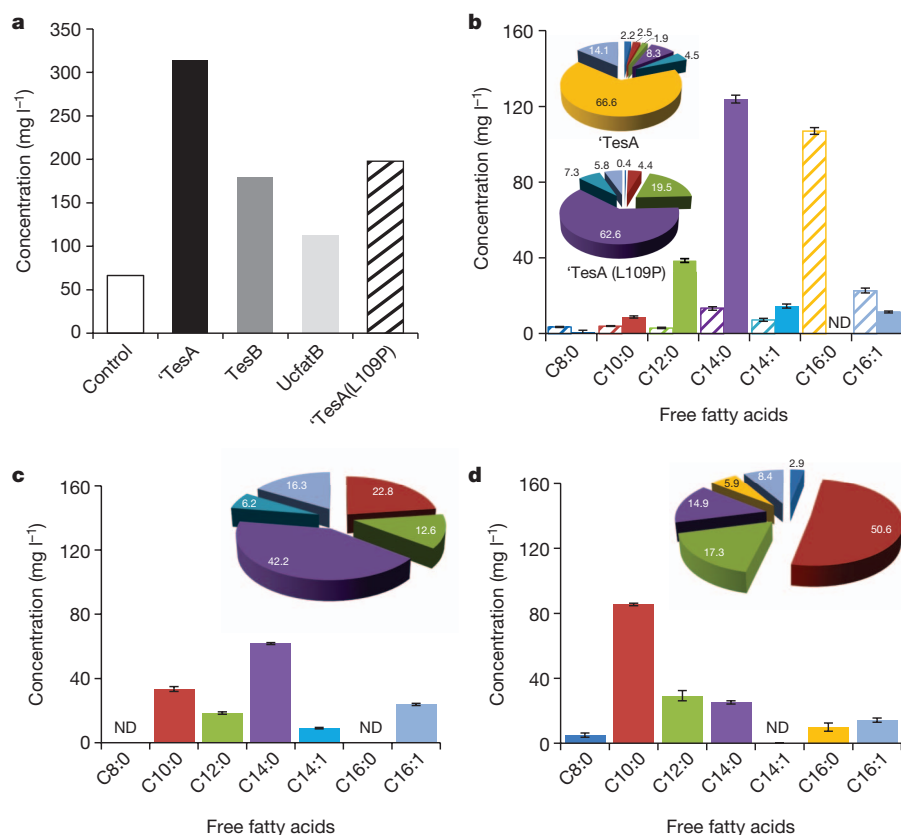 a
Concentration (mg l⁻¹)
350
300
250
200
150
100
50
0
Control
'TesA
TesB
UcfatB
'TesA(L109P)
b
Concentration (mg l⁻¹)
160
120
80
40
0
14.1
2.2
2.5
1.9
8.3
4.5
66.6
'TesA
7.3
5.8
0.4
4.4
19.5
62.6
'TesA (L109P)
ND
C8:0
C10:0
C12:0
C14:0
C14:1
C16:0
C16:1
Free fatty acids
c
Concentration (mg l⁻¹)
160
120
80
40
0
16.3
22.8
6.2
12.6
42.2
ND
ND
C8:0
C10:0
C12:0
C14:0
C14:1
C16:0
C16:1
Free fatty acids
d
Concentration (mg l⁻¹)
160
120
80
40
0
2.9
8.4
5.9
14.9
50.6
17.3
ND
C8:0
C10:0
C12:0
C14:0
C14:1
C16:0
C16:1
Free fatty acids